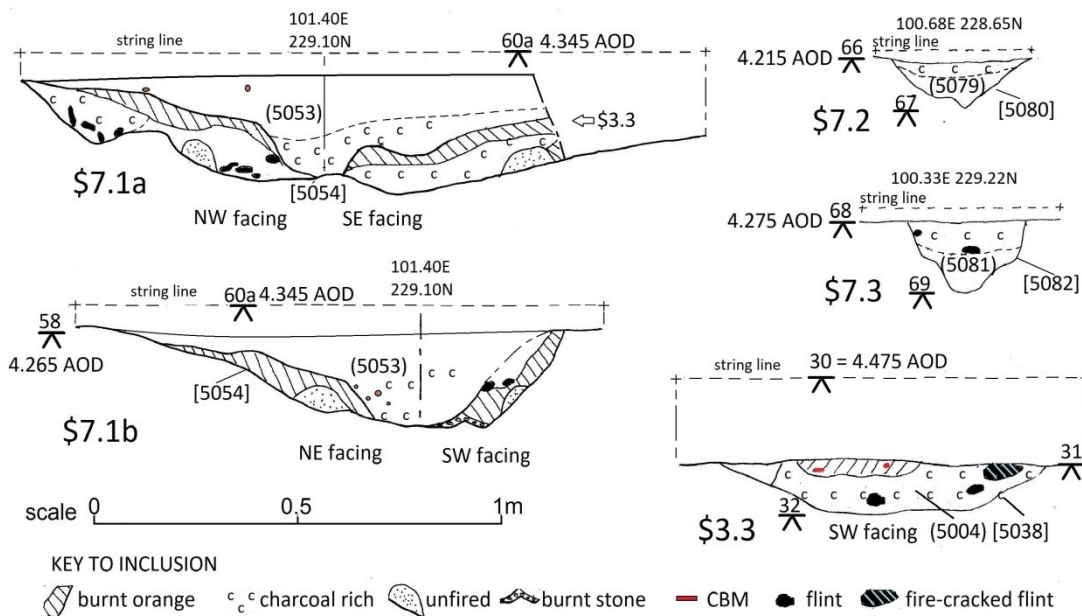 101.40E
229.10N
string line
60a 4.345 AOD
c c
c c
(5053)
c c c c
c c c
c c
c c c c
⇦ $3.3
$7.1a
[5054]
NW facing SE facing
101.40E
229.10N
string line
60a 4.345 AOD
58
4.265 AOD
(5053)
c c c
c c
c c
[5054]
$7.1b
NE facing SW facing
scale 0 0.5 1m
100.68E 228.65N
4.215 AOD 66 string line
c c c
(5079)
67
[5080]
$7.2
100.33E 229.22N
string line
4.275 AOD 68
c c c
(5081)
69
[5082]
$7.3
30 = 4.475 AOD
string line
31
c c c c
c c c c c c
32
$3.3 SW facing (5004) [5038]
KEY TO INCLUSION
burnt orange c c c c charcoal rich unfired burnt stone CBM flint fire-cracked flint